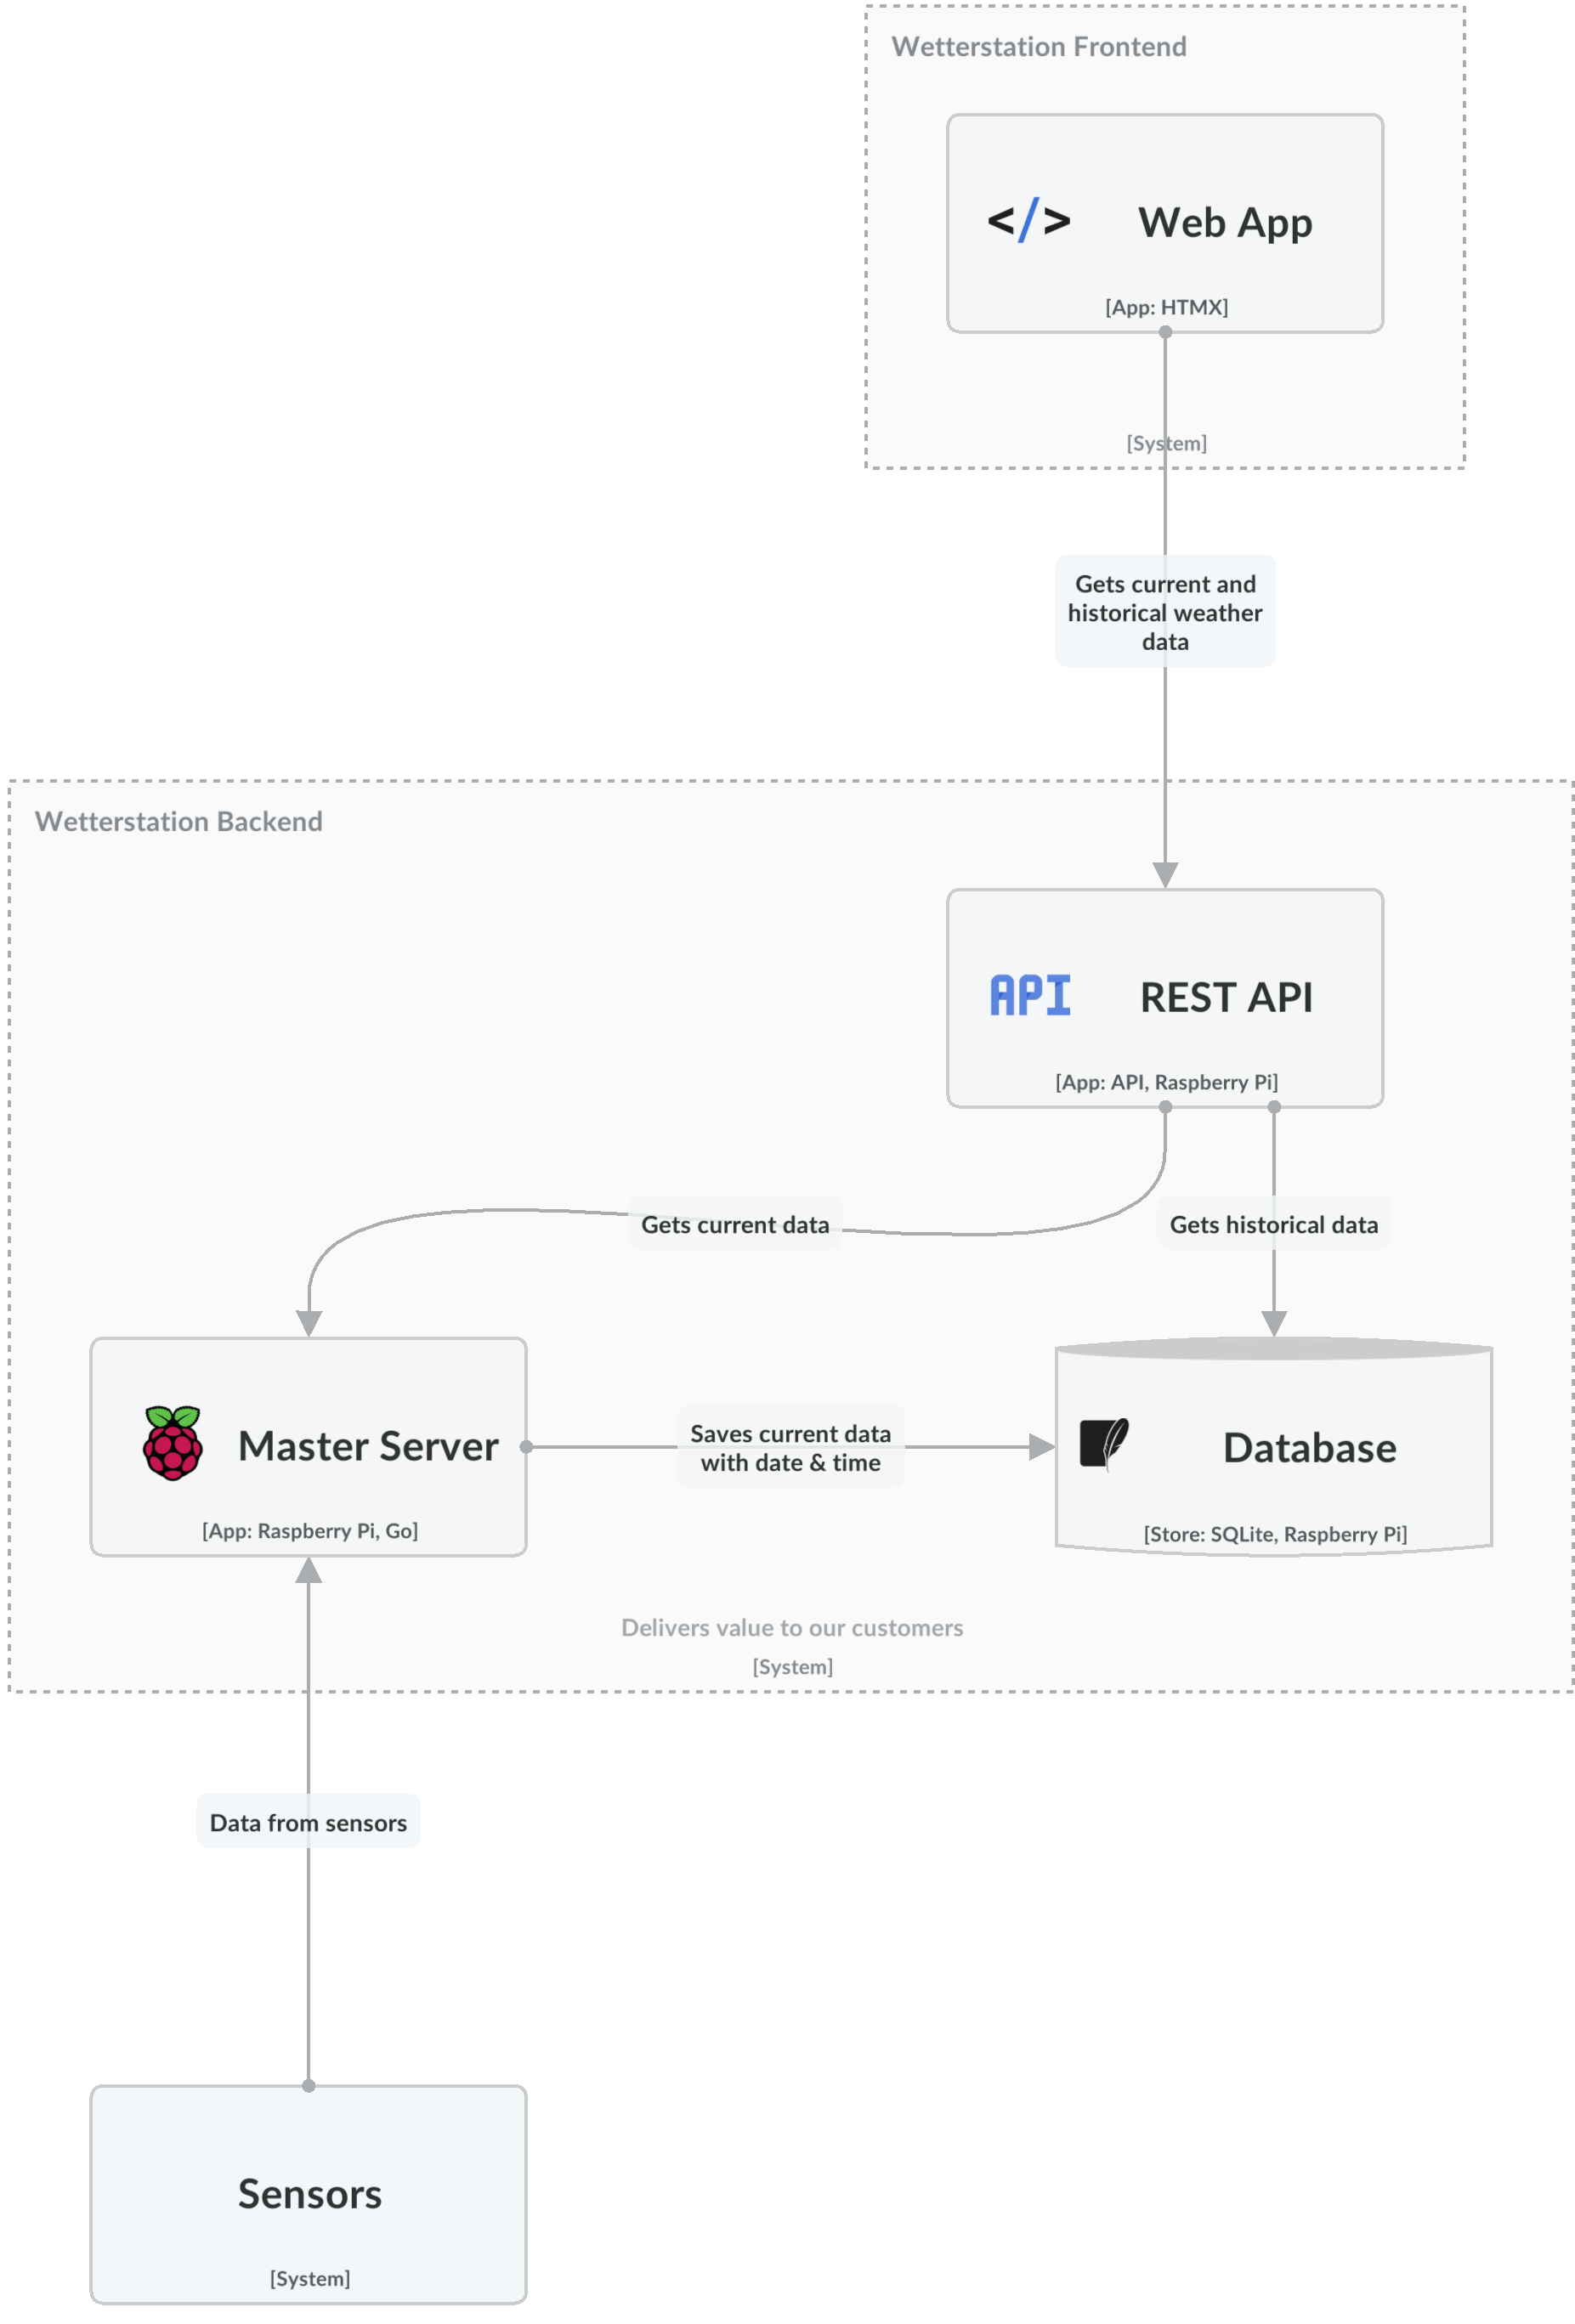 Wetterstation Frontend
</> Web App
[App: HTMX]
[System]
Gets current and
historical weather
data
Wetterstation Backend
API REST API
[App: API, Raspberry Pi]
Gets current data
Gets historical data
Master Server
[App: Raspberry Pi, Go]
Saves current data
with date & time
Database
[Store: SQLite, Raspberry Pi]
Delivers value to our customers
[System]
Data from sensors
Sensors
[System]